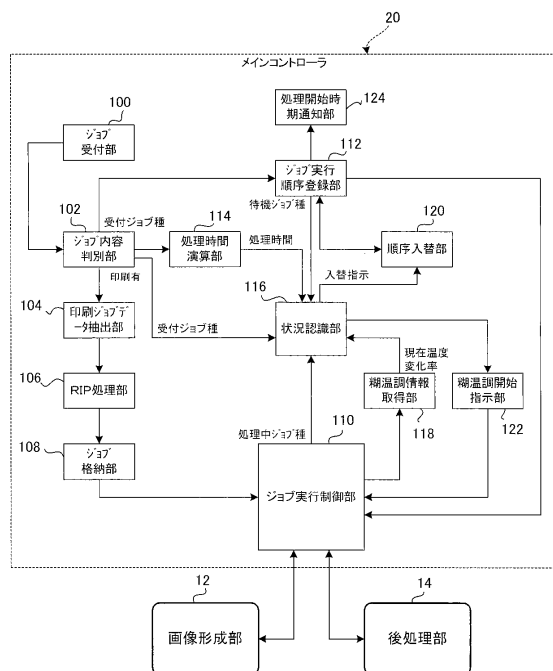 20
メインコントローラ
100
ｼﾞｮﾌﾞ
受付部
処理開始時
期通知部
124
112
ｼﾞｮﾌﾞ実行
順序登録部
102
受付ジョブ種
待機ジョブ種
ｼﾞｮﾌﾞ内容
判別部
114
処理時間
演算部
処理時間
120
順序入替部
入替指示
印刷有
104
印刷ｼﾞｮﾌﾞﾃﾞ
ｰﾀ抽出部
受付ジョブ種
116
状況認識部
現在温度
変化率
106
RIP処理部
糊温調情報
取得部
118
糊温調開始
指示部
122
108
ｼﾞｮﾌﾞ
格納部
処理中ジョブ種
110
ジョブ実行制御部
12
画像形成部
14
後処理部